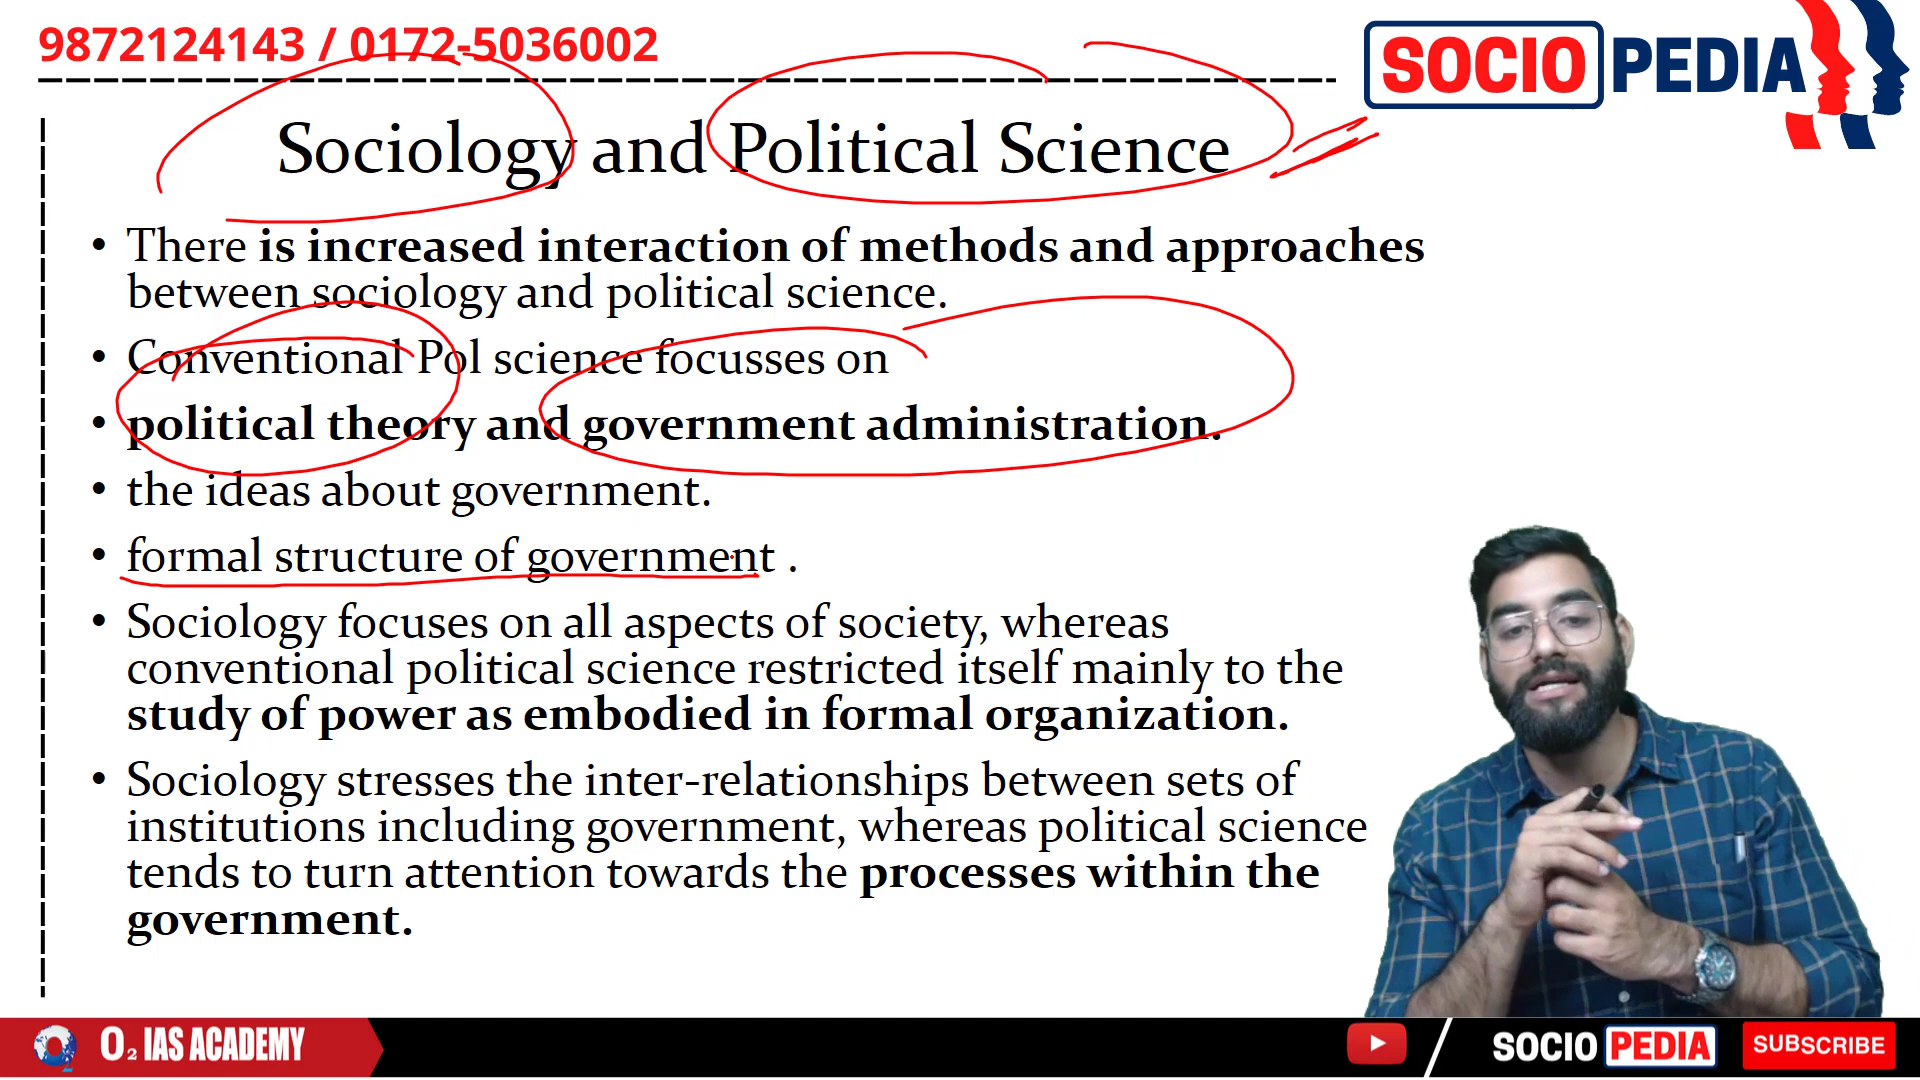 9872124143 / 0172-5036002
SOCIO PEDIA
Sociology and Political Science
• There is increased interaction of methods and approaches
between sociology and political science.
• Conventional Pol science focusses on
• political theory and government administration.
• the ideas about government.
• formal structure of government .
• Sociology focuses on all aspects of society, whereas
conventional political science restricted itself mainly to the
study of power as embodied in formal organization.
• Sociology stresses the inter-relationships between sets of
institutions including government, whereas political science
tends to turn attention towards the processes within the
government.
O2 IAS ACADEMY
SOCIO PEDIA
SUBSCRIBE